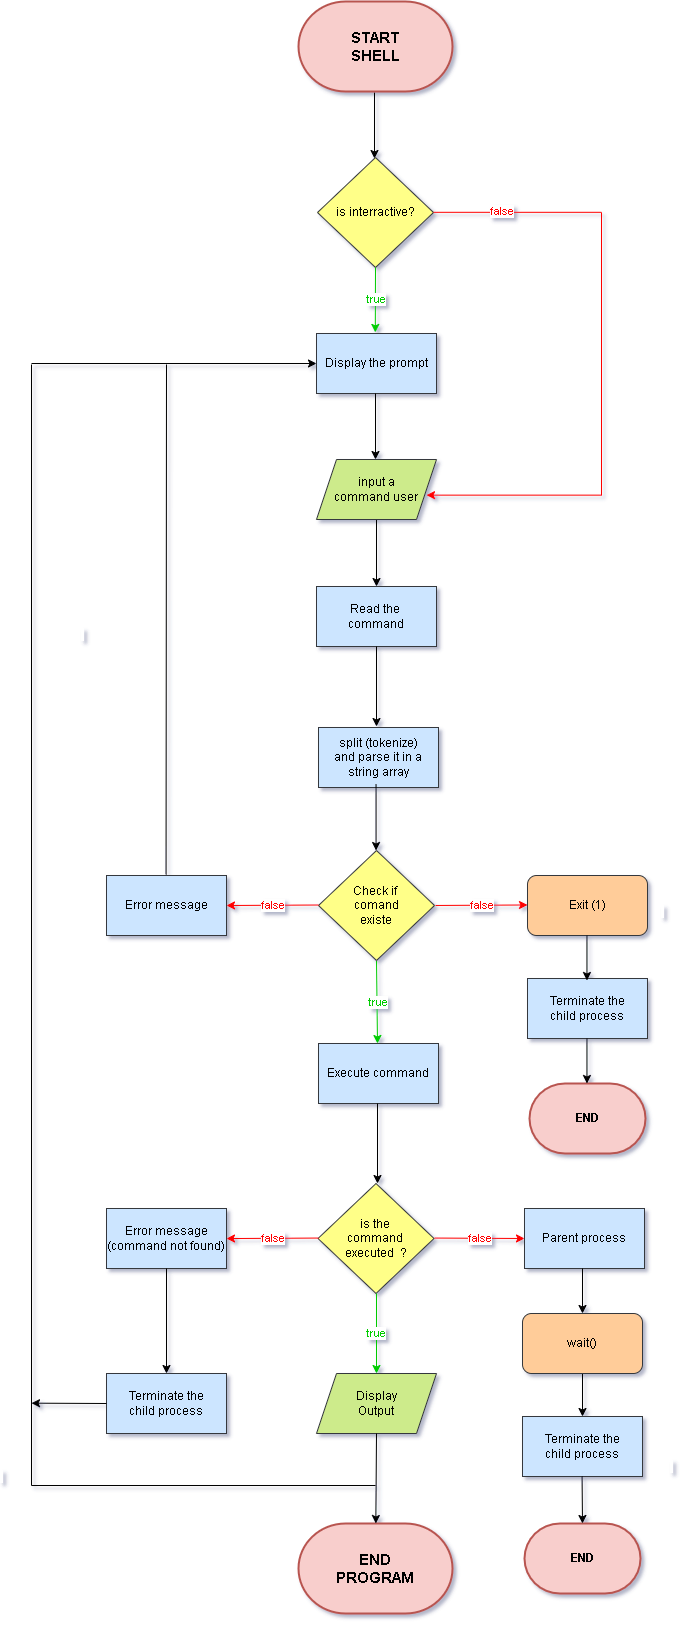 START
SHELL
is interractive?
false
true
Display the prompt
input a
command user
Read the
command
split (tokenize)
and parse it in a
string array
Check if
comand
existe
false
Error message
false
Exit (1)
true
Terminate the
child process
Execute command
END
is the
command
executed ?
false
Error message
(command not found)
false
Parent process
true
wait()
Terminate the
child process
Display
Output
Terminate the
child process
END
PROGRAM
END